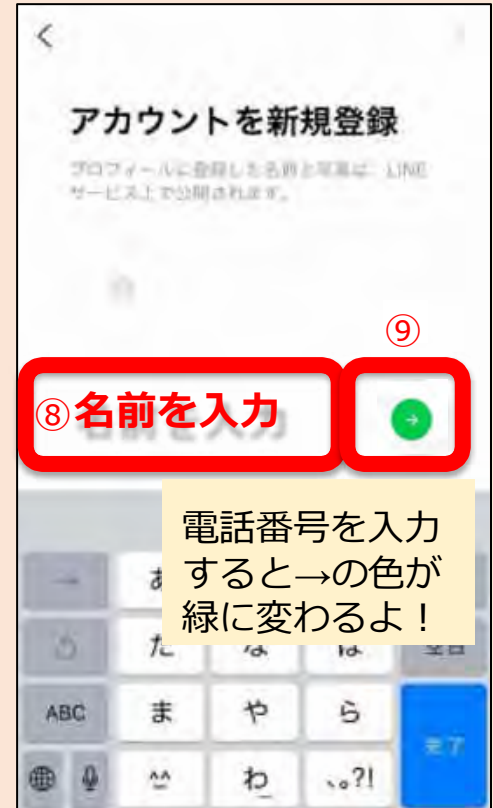 アカウントを新規登録
プロフィールに登録した名前と写真は、LINE
サービス上で公開されます。
⑨
⑧名前を入力
電話番号を入力
すると→の色が
緑に変わるよ！
→ あ
た な は 空白
ABC ま や ら
完了
^^ わ 、。?!